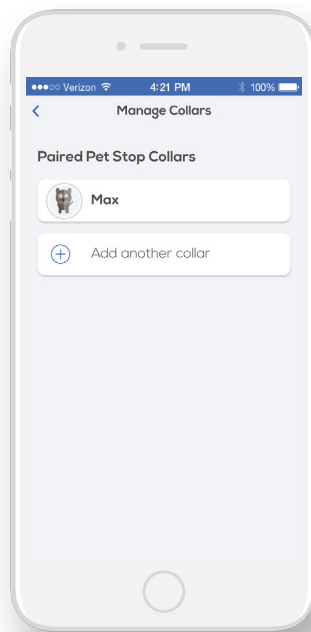 Verizon 4:21 PM 100%
Manage Collars
Paired Pet Stop Collars
Max
Add another collar